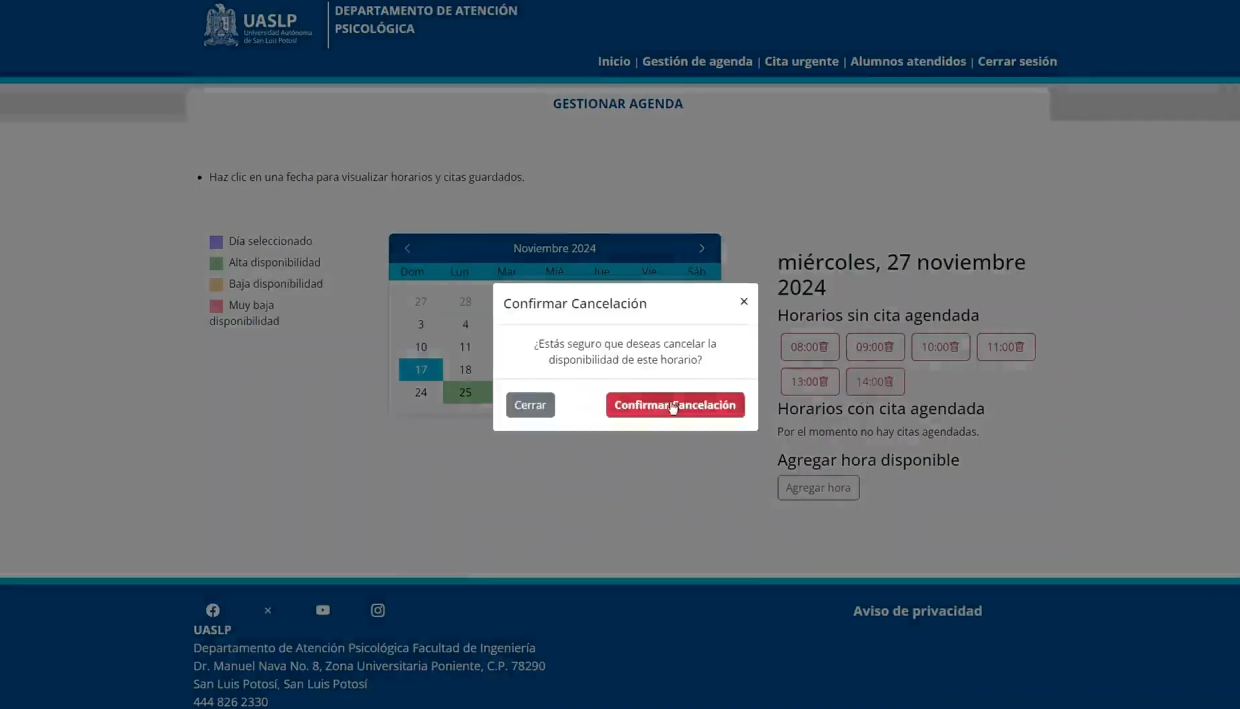 UASLP
Universidad Autónoma
de San Luis Potosí
DEPARTAMENTO DE ATENCIÓN
PSICOLÓGICA
Inicio | Gestión de agenda | Cita urgente | Alumnos atendidos | Cerrar sesión
GESTIONAR AGENDA
• Haz clic en una fecha para visualizar horarios y citas guardados.
Día seleccionado
Alta disponibilidad
Baja disponibilidad
Muy baja
disponibilidad
Noviembre 2024
Dom Lun Mar Mié Jue Vie Sáb
27 28
3 4
10 11
17 18
24 25
Confirmar Cancelación ×
¿Estás seguro que deseas cancelar la
disponibilidad de este horario?
Cerrar
Confirmar Cancelación
miércoles, 27 noviembre
2024
Horarios sin cita agendada
08:00 09:00 10:00 11:00
13:00 14:00
Horarios con cita agendada
Por el momento no hay citas agendadas.
Agregar hora disponible
Agregar hora
UASLP
Departamento de Atención Psicológica Facultad de Ingeniería
Dr. Manuel Nava No. 8, Zona Universitaria Poniente, C.P. 78290
San Luis Potosí, San Luis Potosí
444 826 2330
Aviso de privacidad